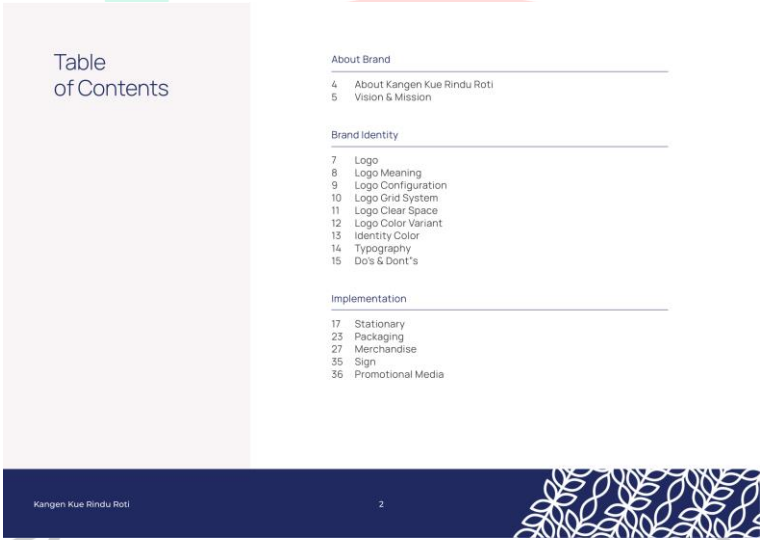 Table
of Contents
About Brand
4 About Kangen Kue Rindu Roti
5 Vision & Mission
Brand Identity
7 Logo
8 Logo Meaning
9 Logo Configuration
10 Logo Grid System
11 Logo Clear Space
12 Logo Color Variant
13 Identity Color
14 Typography
15 Do's & Dont"s
Implementation
17 Stationary
23 Packaging
27 Merchandise
35 Sign
36 Promotional Media
Kangen Kue Rindu Roti
2